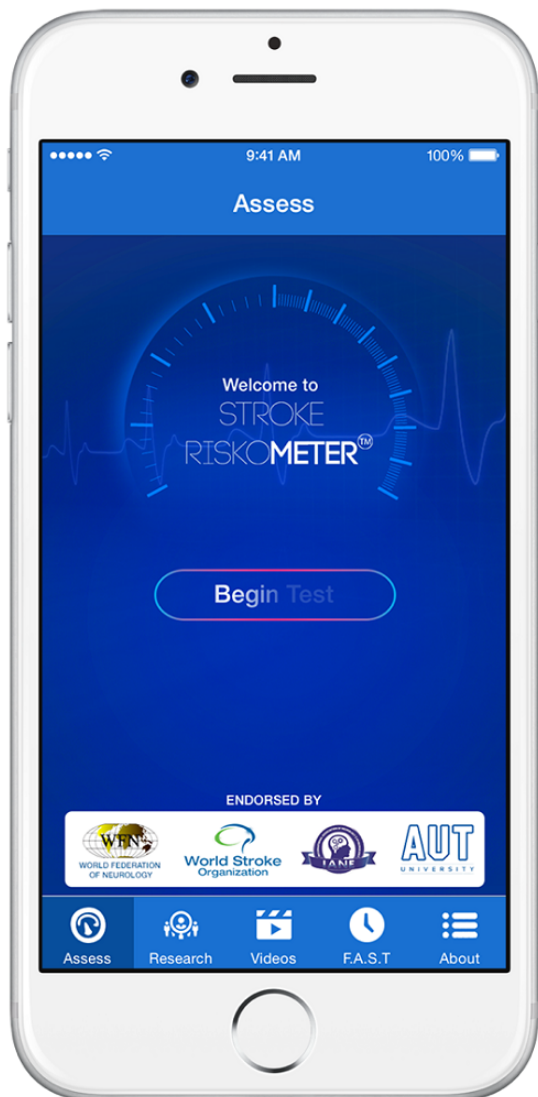 9:41 AM
100%
Assess
Welcome to
STROKE
RISKOMETER™
Begin Test
ENDORSED BY
WFN
WORLD FEDERATION
OF NEUROLOGY
World Stroke
Organization
IANE
AUT
UNIVERSITY
Assess
Research
Videos
F.A.S.T
About